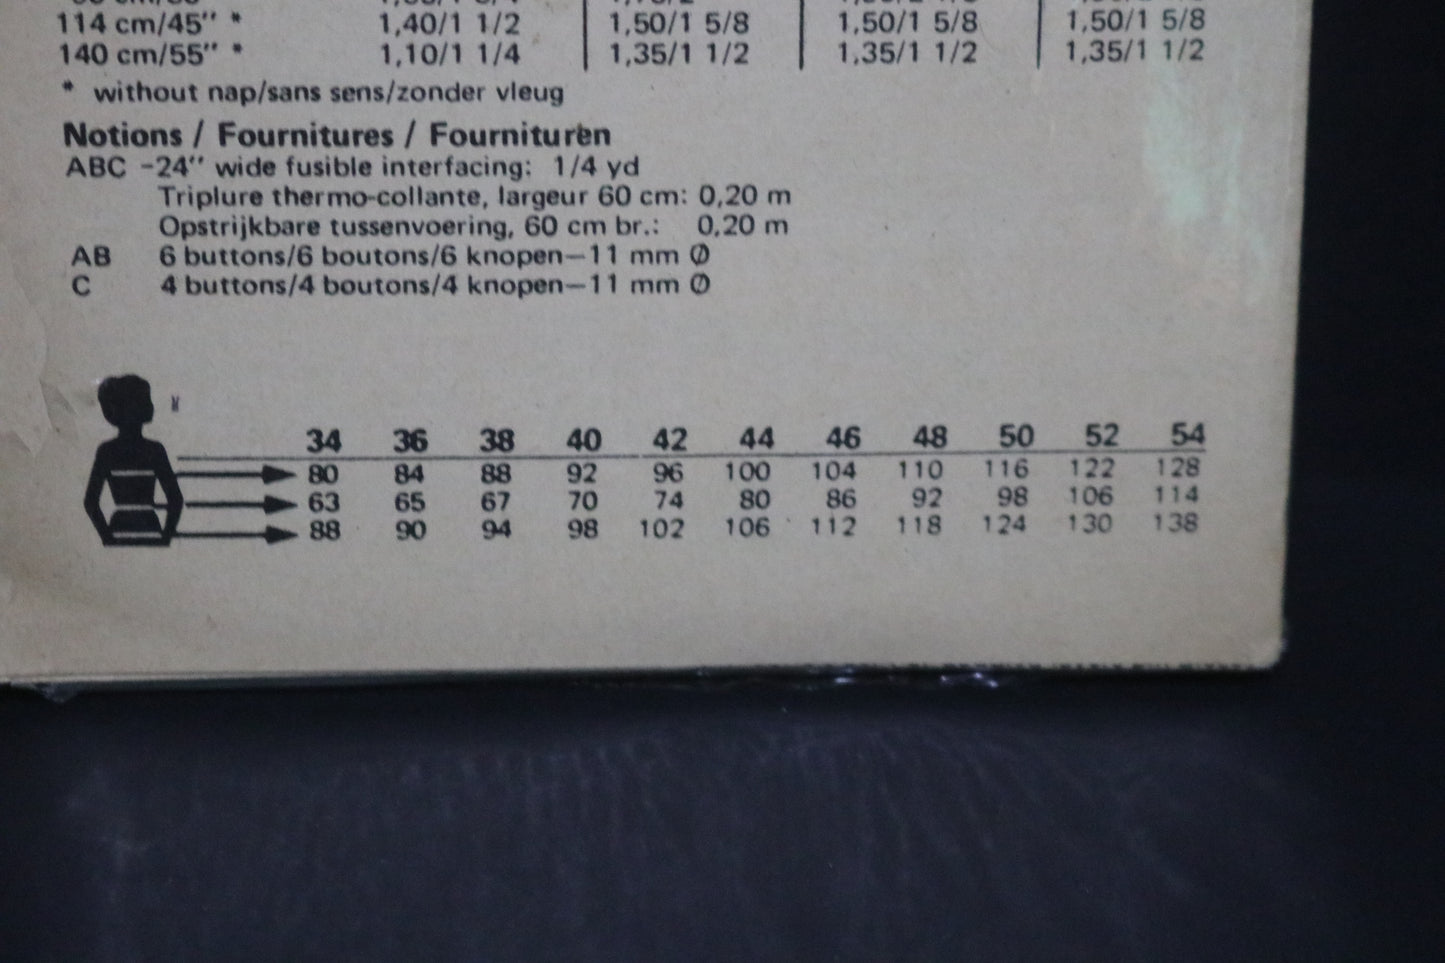 114 cm/45" * 1,40/1 1/2 1,50/1 5/8 1,50/1 5/8 1,50/1 5/8
140 cm/55" * 1,10/1 1/4 1,35/1 1/2 1,35/1 1/2 1,35/1 1/2
* without nap/sans sens/zonder vleug
Notions / Fournitures / Fournituren
ABC -24" wide fusible interfacing: 1/4 yd
Triplure thermo-collante, largeur 60 cm: 0,20 m
Opstrijkbare tussenvoering, 60 cm br.: 0,20 m
AB 6 buttons/6 boutons/6 knopen—11 mm Ø
C 4 buttons/4 boutons/4 knopen—11 mm Ø
34 36 38 40 42 44 46 48 50 52 54
80 84 88 92 96 100 104 110 116 122 128
63 65 67 70 74 80 86 92 98 106 114
88 90 94 98 102 106 112 118 124 130 138